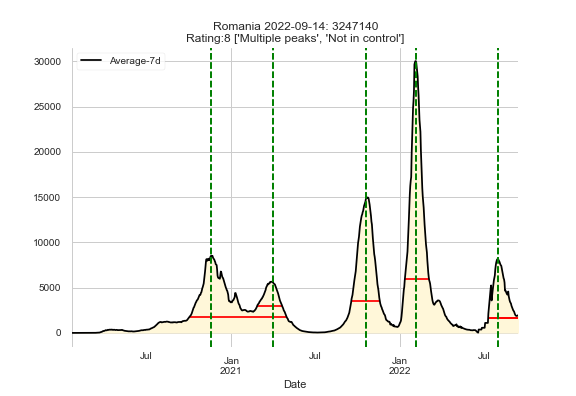 Romania 2022-09-14: 3247140
Rating:8 ['Multiple peaks', 'Not in control']
Average-7d
30000
25000
20000
15000
10000
5000
0
Jul
Jan
2021
Jul
Jan
2022
Jul
Date